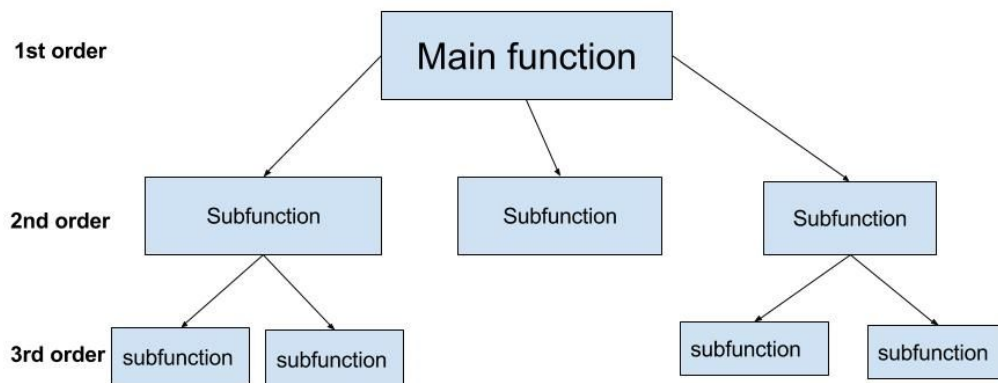 1st order
Main function
2nd order
Subfunction
Subfunction
Subfunction
3rd order
subfunction
subfunction
subfunction
subfunction